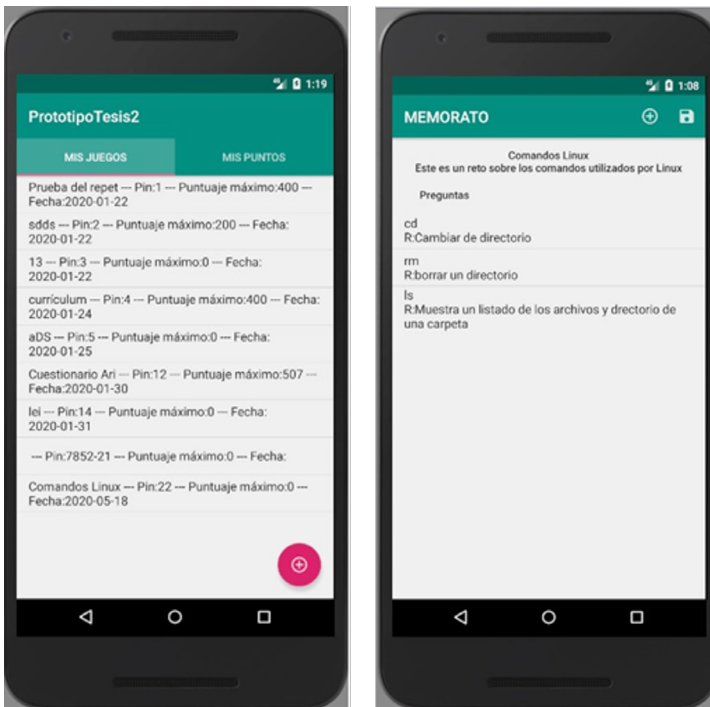 4G 1:19
PrototipoTesis2
MIS JUEGOS MIS PUNTOS
Prueba del repet --- Pin:1 --- Puntuaje máximo:400 ---
Fecha:2020-01-22
sdds --- Pin:2 --- Puntuaje máximo:200 --- Fecha:
2020-01-22
13 --- Pin:3 --- Puntuaje máximo:0 --- Fecha:
2020-01-22
currículum --- Pin:4 --- Puntuaje máximo:400 --- Fecha:
2020-01-24
aDS --- Pin:5 --- Puntuaje máximo:0 --- Fecha:
2020-01-25
Cuestionario Ari --- Pin:12 --- Puntuaje máximo:507 ---
Fecha:2020-01-30
lei --- Pin:14 --- Puntuaje máximo:0 --- Fecha:
2020-01-31
--- Pin:7852-21 --- Puntuaje máximo:0 --- Fecha:
Comandos Linux --- Pin:22 --- Puntuaje máximo:0 ---
Fecha:2020-05-18
4G 1:08
MEMORATO
Comandos Linux
Este es un reto sobre los comandos utilizados por Linux
Preguntas
cd
R:Cambiar de directorio
rm
R:borrar un directorio
ls
R:Muestra un listado de los archivos y drectorio de
una carpeta